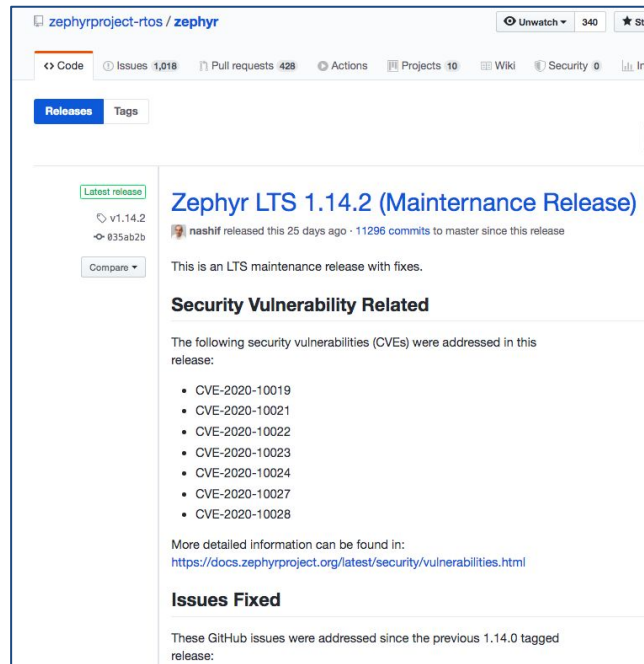 zephyrproject-rtos / zephyr
Unwatch 340
Code Issues 1,018 Pull requests 428 Actions Projects 10 Wiki Security 0
Releases Tags
Latest release
v1.14.2
035ab2b
Compare
Zephyr LTS 1.14.2 (Mainternance Release)
nashif released this 25 days ago · 11296 commits to master since this release
This is an LTS maintenance release with fixes.
Security Vulnerability Related
The following security vulnerabilities (CVEs) were addressed in this
release:
• CVE-2020-10019
• CVE-2020-10021
• CVE-2020-10022
• CVE-2020-10023
• CVE-2020-10024
• CVE-2020-10027
• CVE-2020-10028
More detailed information can be found in:
https://docs.zephyrproject.org/latest/security/vulnerabilities.html
Issues Fixed
These GitHub issues were addressed since the previous 1.14.0 tagged
release: